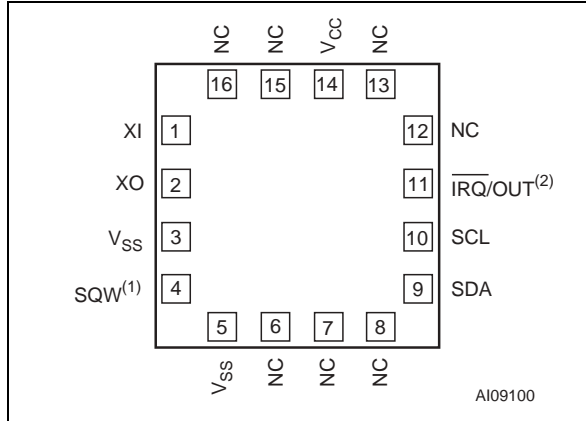 NC NC VCC NC
16 15 14 13
XI 1 12 NC
XO 2 11 IRQ/OUT(2)
VSS 3 10 SCL
SQW(1) 4 9 SDA
5 6 7 8
VSS NC NC NC
AI09100